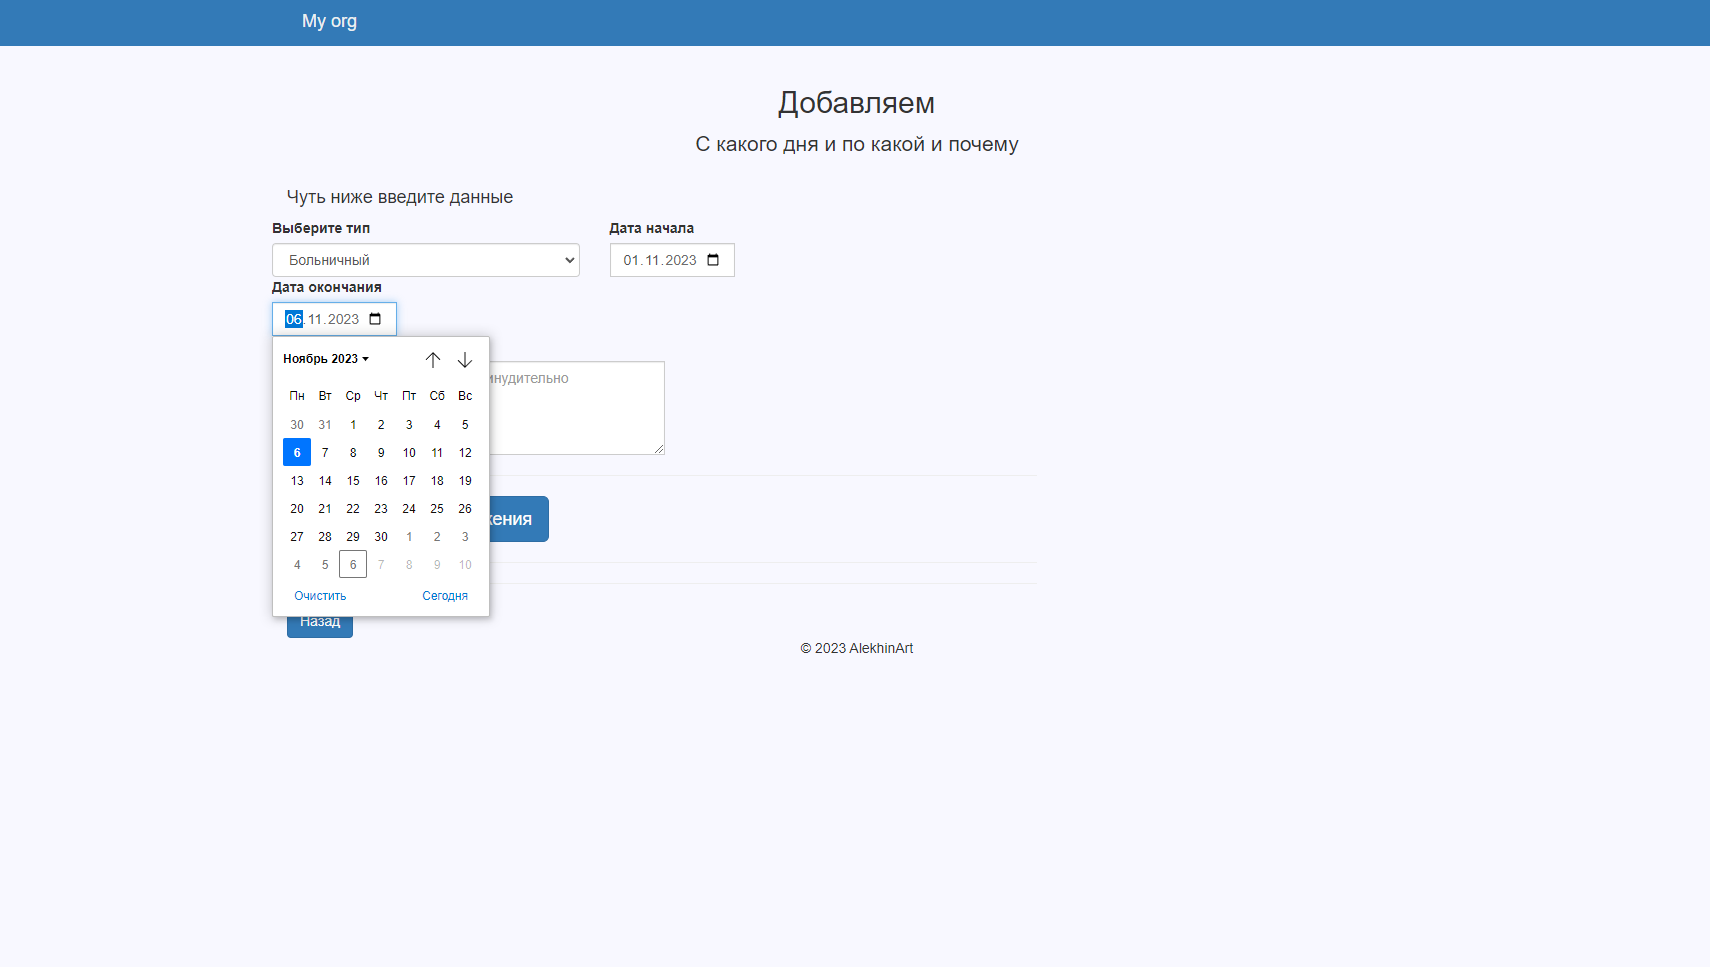 My org
Добавляем
С какого дня и по какой и почему
Чуть ниже введите данные
Выберите тип
Дата начала
Больничный
01.11.2023
Дата окончания
06.11.2023
Ноябрь 2023
Пн Вт Ср Чт Пт Сб Вс
30 31 1 2 3 4 5
6 7 8 9 10 11 12
13 14 15 16 17 18 19
20 21 22 23 24 25 26
27 28 29 30 1 2 3
4 5 6 7 8 9 10
Очистить Сегодня
Назад
© 2023 AlekhinArt